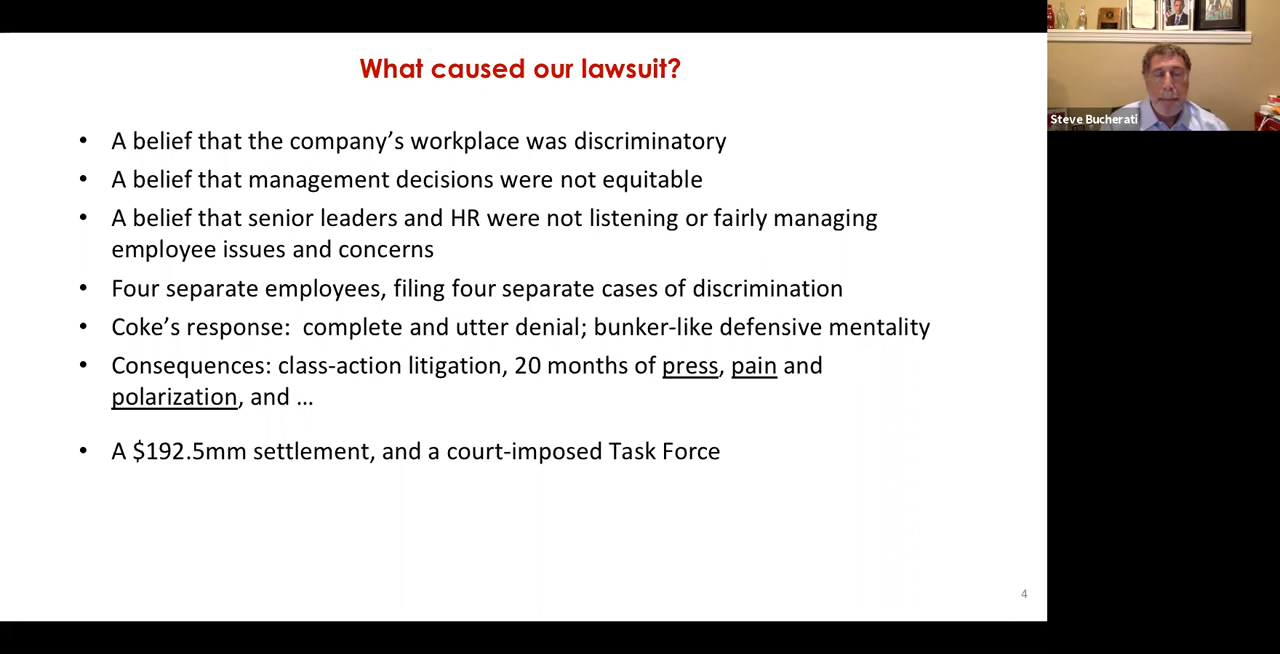 What caused our lawsuit?
• A belief that the company’s workplace was discriminatory
• A belief that management decisions were not equitable
• A belief that senior leaders and HR were not listening or fairly managing
employee issues and concerns
• Four separate employees, filing four separate cases of discrimination
• Coke’s response:  complete and utter denial; bunker-like defensive mentality
• Consequences: class-action litigation, 20 months of press, pain and
polarization, and …
• A $192.5mm settlement, and a court-imposed Task Force
4
Steve Bucherati